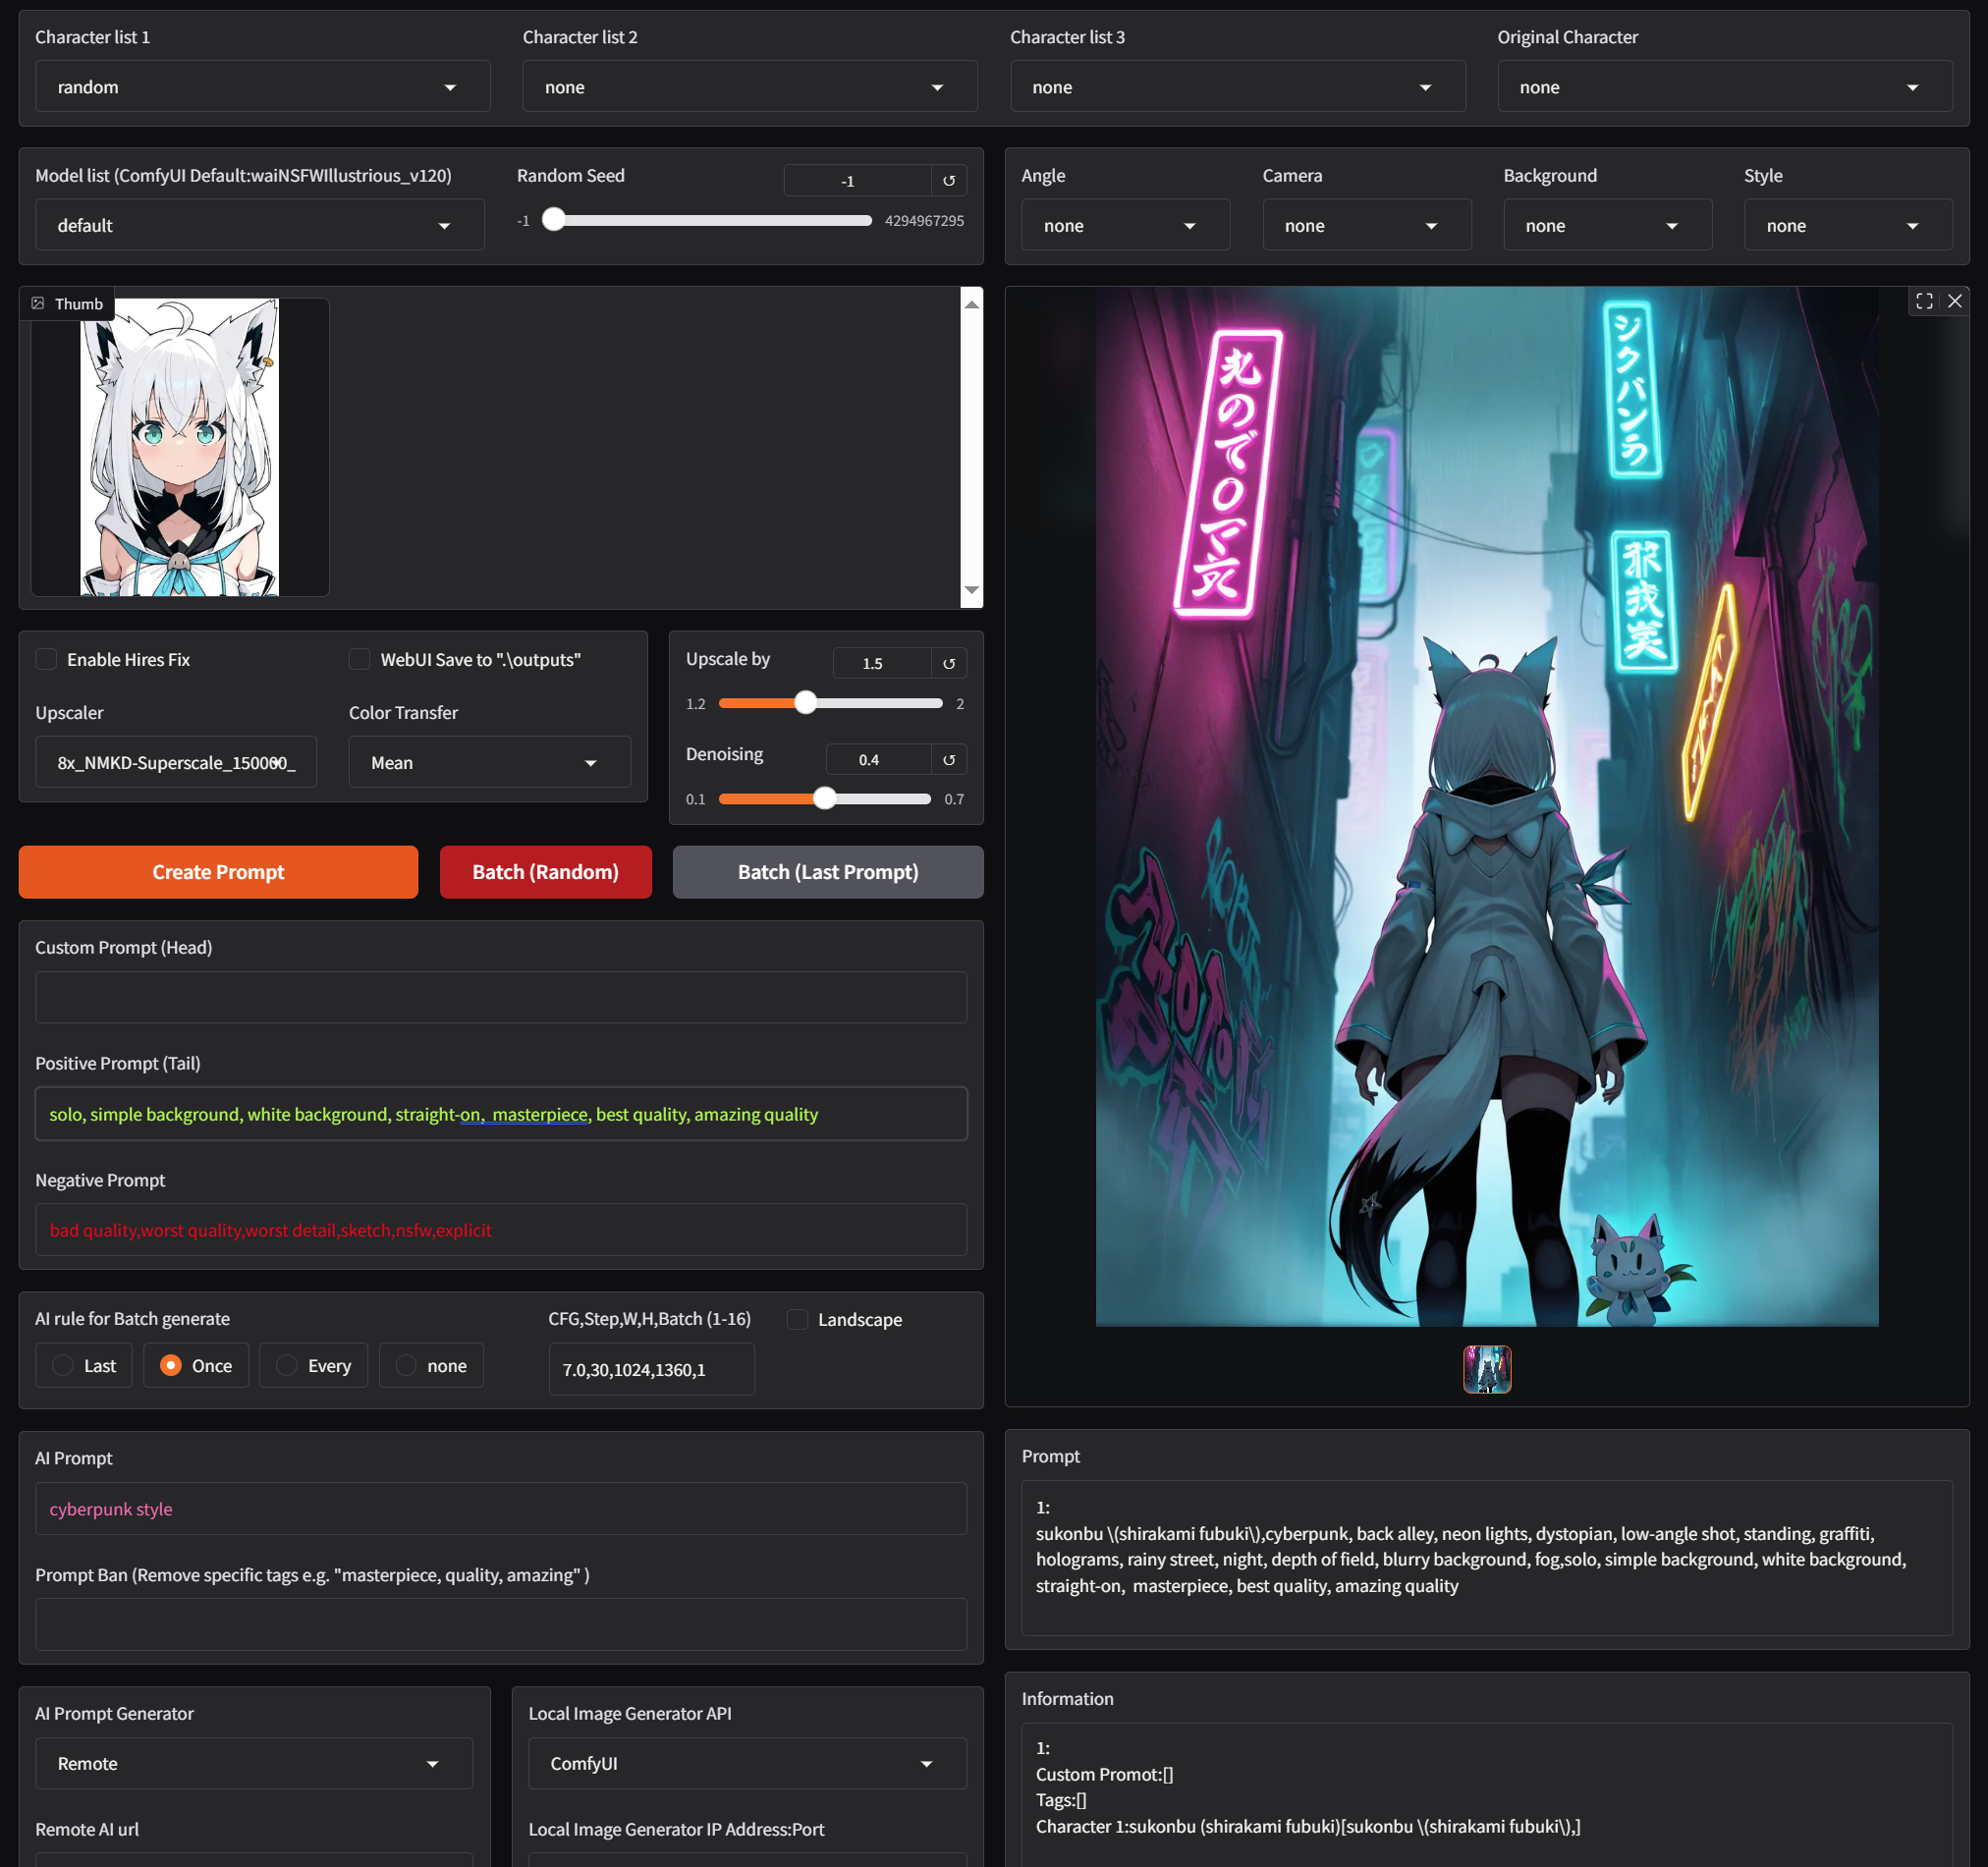 Character list 1
random
Character list 2
none
Character list 3
none
Original Character
none
Model list (ComfyUI Default:waiNSFWIllustrious_v120)
default
Random Seed
-1
-1
4294967295
Angle
none
Camera
none
Background
none
Style
none
Thumb
シクバンラ
Enable Hires Fix
WebUI Save to ".\outputs"
Upscaler
8x_NMKD-Superscale_150000_
Color Transfer
Mean
Upscale by
1.5
1.2
2
Denoising
0.4
0.1
0.7
Create Prompt
Batch (Random)
Batch (Last Prompt)
Custom Prompt (Head)
Positive Prompt (Tail)
solo, simple background, white background, straight-on,  masterpiece, best quality, amazing quality
Negative Prompt
bad quality,worst quality,worst detail,sketch,nsfw,explicit
AI rule for Batch generate
Last
Once
Every
none
CFG,Step,W,H,Batch (1-16)
7.0,30,1024,1360,1
Landscape
AI Prompt
cyberpunk style
Prompt Ban (Remove specific tags e.g. "masterpiece, quality, amazing" )
AI Prompt Generator
Remote
Remote AI url
Local Image Generator API
ComfyUI
Local Image Generator IP Address:Port
Prompt
1:
sukonbu \(shirakami fubuki\),cyberpunk, back alley, neon lights, dystopian, low-angle shot, standing, graffiti,
holograms, rainy street, night, depth of field, blurry background, fog,solo, simple background, white background,
straight-on,  masterpiece, best quality, amazing quality
Information
1:
Custom Promot:[]
Tags:[]
Character 1:sukonbu (shirakami fubuki)[sukonbu \(shirakami fubuki\),]